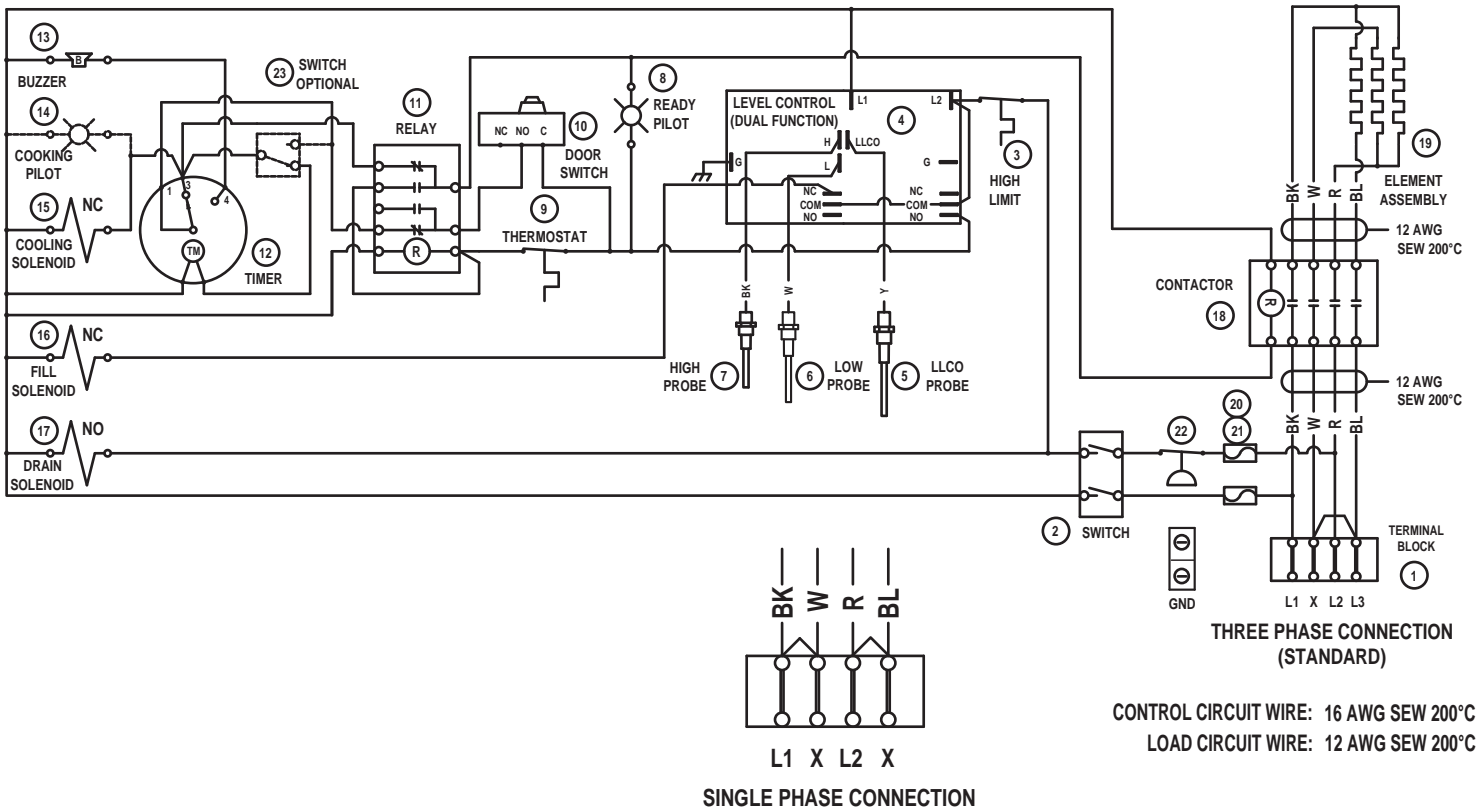 13
B
BUZZER
23
SWITCH
OPTIONAL
14
COOKING
PILOT
11
RELAY
NC NO C
10
DOOR
SWITCH
8
READY
PILOT
LEVEL CONTROL
(DUAL FUNCTION)
L1
L2
4
H
LLCO
L
G
G
NC
COM
NO
NC
COM
NO
3
HIGH
LIMIT
19
ELEMENT
ASSEMBLY
BK
W
R
BL
12 AWG
SEW 200°C
15
NC
COOLING
SOLENOID
1
3
4
TM
12
TIMER
R
9
THERMOSTAT
CONTACTOR
18
R
16
NC
FILL
SOLENOID
BK
W
Y
HIGH
PROBE
7
6
LOW
PROBE
5
LLCO
PROBE
12 AWG
SEW 200°C
BK
W
R
BL
17
NO
DRAIN
SOLENOID
20
21
22
2
SWITCH
GND
TERMINAL
BLOCK
1
L1 X L2 L3
THREE PHASE CONNECTION
(STANDARD)
BK
W
R
BL
L1 X L2 X
SINGLE PHASE CONNECTION
CONTROL CIRCUIT WIRE: 16 AWG SEW 200°C
LOAD CIRCUIT WIRE: 12 AWG SEW 200°C